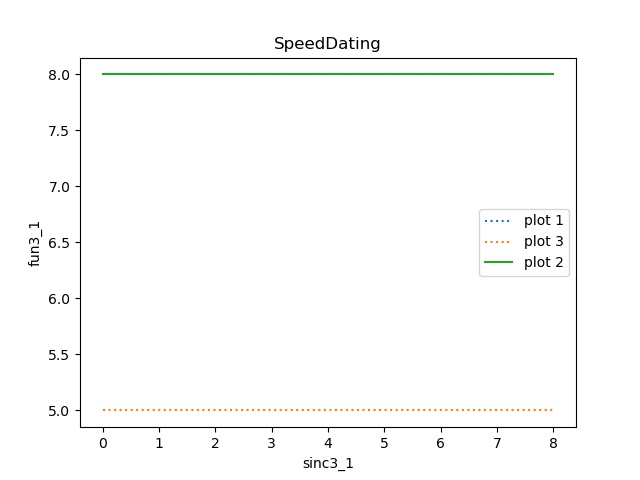 SpeedDating
8.0
7.5
7.0
6.5
6.0
5.5
5.0
fun3_1
plot 1
plot 3
plot 2
0 1 2 3 4 5 6 7 8
sinc3_1